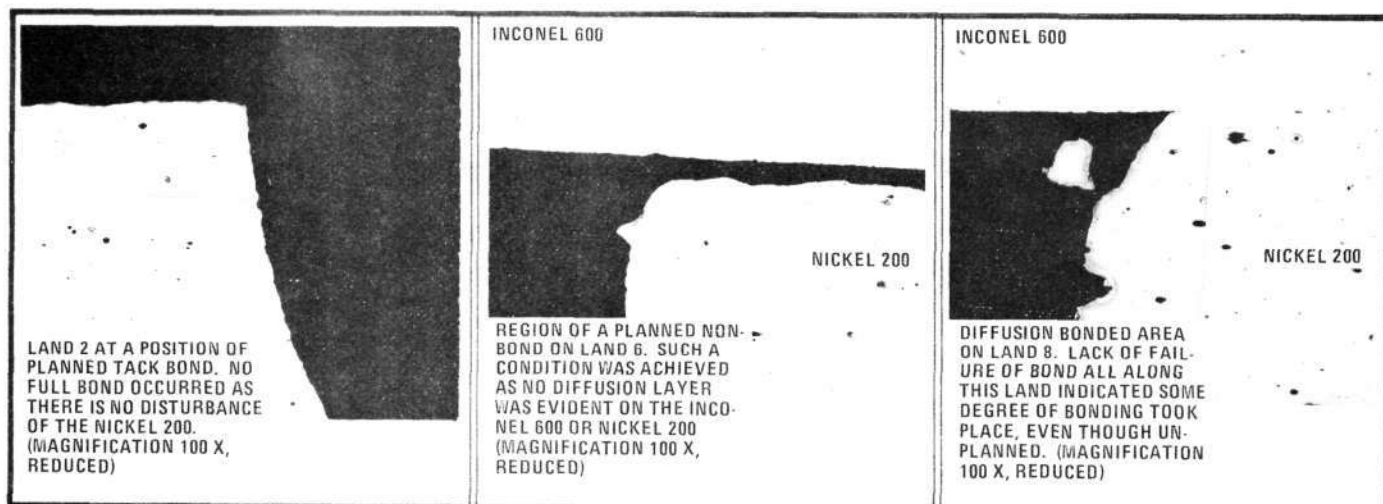 LAND 2 AT A POSITION OF
PLANNED TACK BOND. NO
FULL BOND OCCURRED AS
THERE IS NO DISTURBANCE
OF THE NICKEL 200.
(MAGNIFICATION 100 X,
REDUCED)
INCONEL 600
NICKEL 200
REGION OF A PLANNED NON-
BOND ON LAND 6. SUCH A
CONDITION WAS ACHIEVED
AS NO DIFFUSION LAYER
WAS EVIDENT ON THE INCO-
NEL 600 OR NICKEL 200
(MAGNIFICATION 100 X,
REDUCED)
INCONEL 600
NICKEL 200
DIFFUSION BONDED AREA
ON LAND 8. LACK OF FAIL-
URE OF BOND ALL ALONG
THIS LAND INDICATED SOME
DEGREE OF BONDING TOOK
PLACE, EVEN THOUGH UN-
PLANNED. (MAGNIFICATION
100 X, REDUCED)